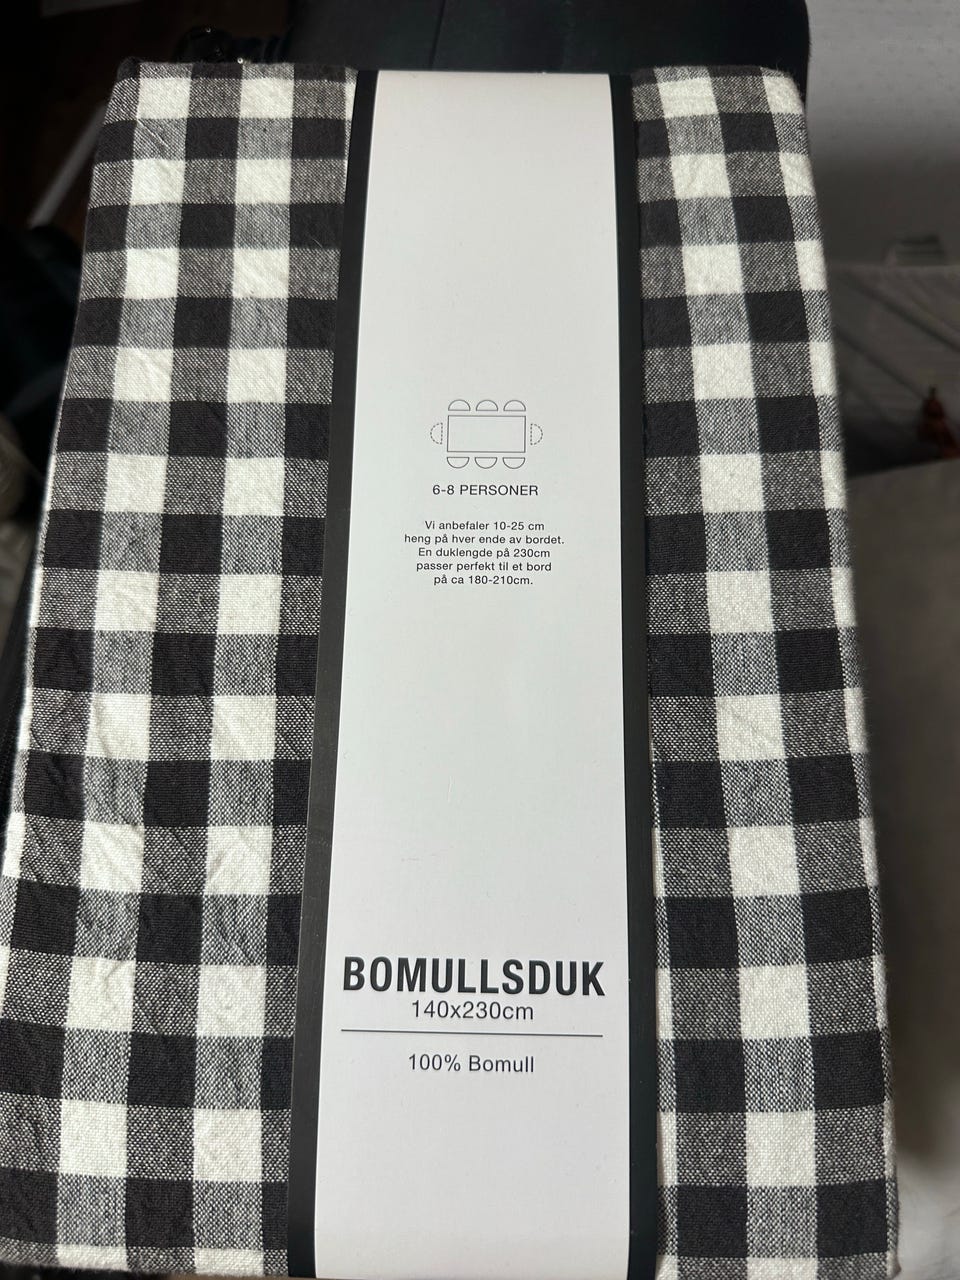 6-8 PERSONER
Vi anbefaler 10-25 cm
heng på hver ende av bordet.
En duklengde på 230cm
passer perfekt til et bord
på ca 180-210cm.
BOMULLSDUK
140x230cm
100% Bomull